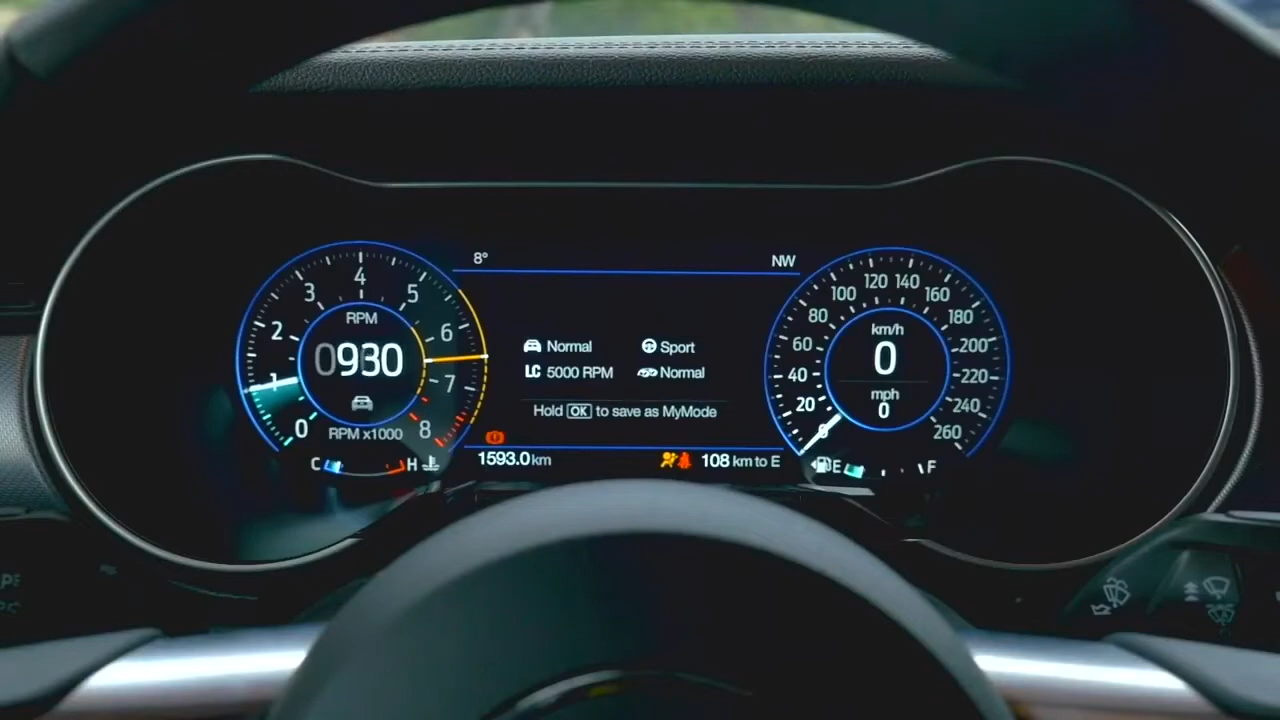 8°
NW
0
1
2
3
4
5
6
7
8
RPM
0930
RPM x1000
C
H
Normal
Sport
LC 5000 RPM
Normal
Hold OK to save as MyMode
1593.0 km
108 km to E
0
20
40
60
80
100
120
140
160
180
200
220
240
260
km/h
0
mph
0
E
F